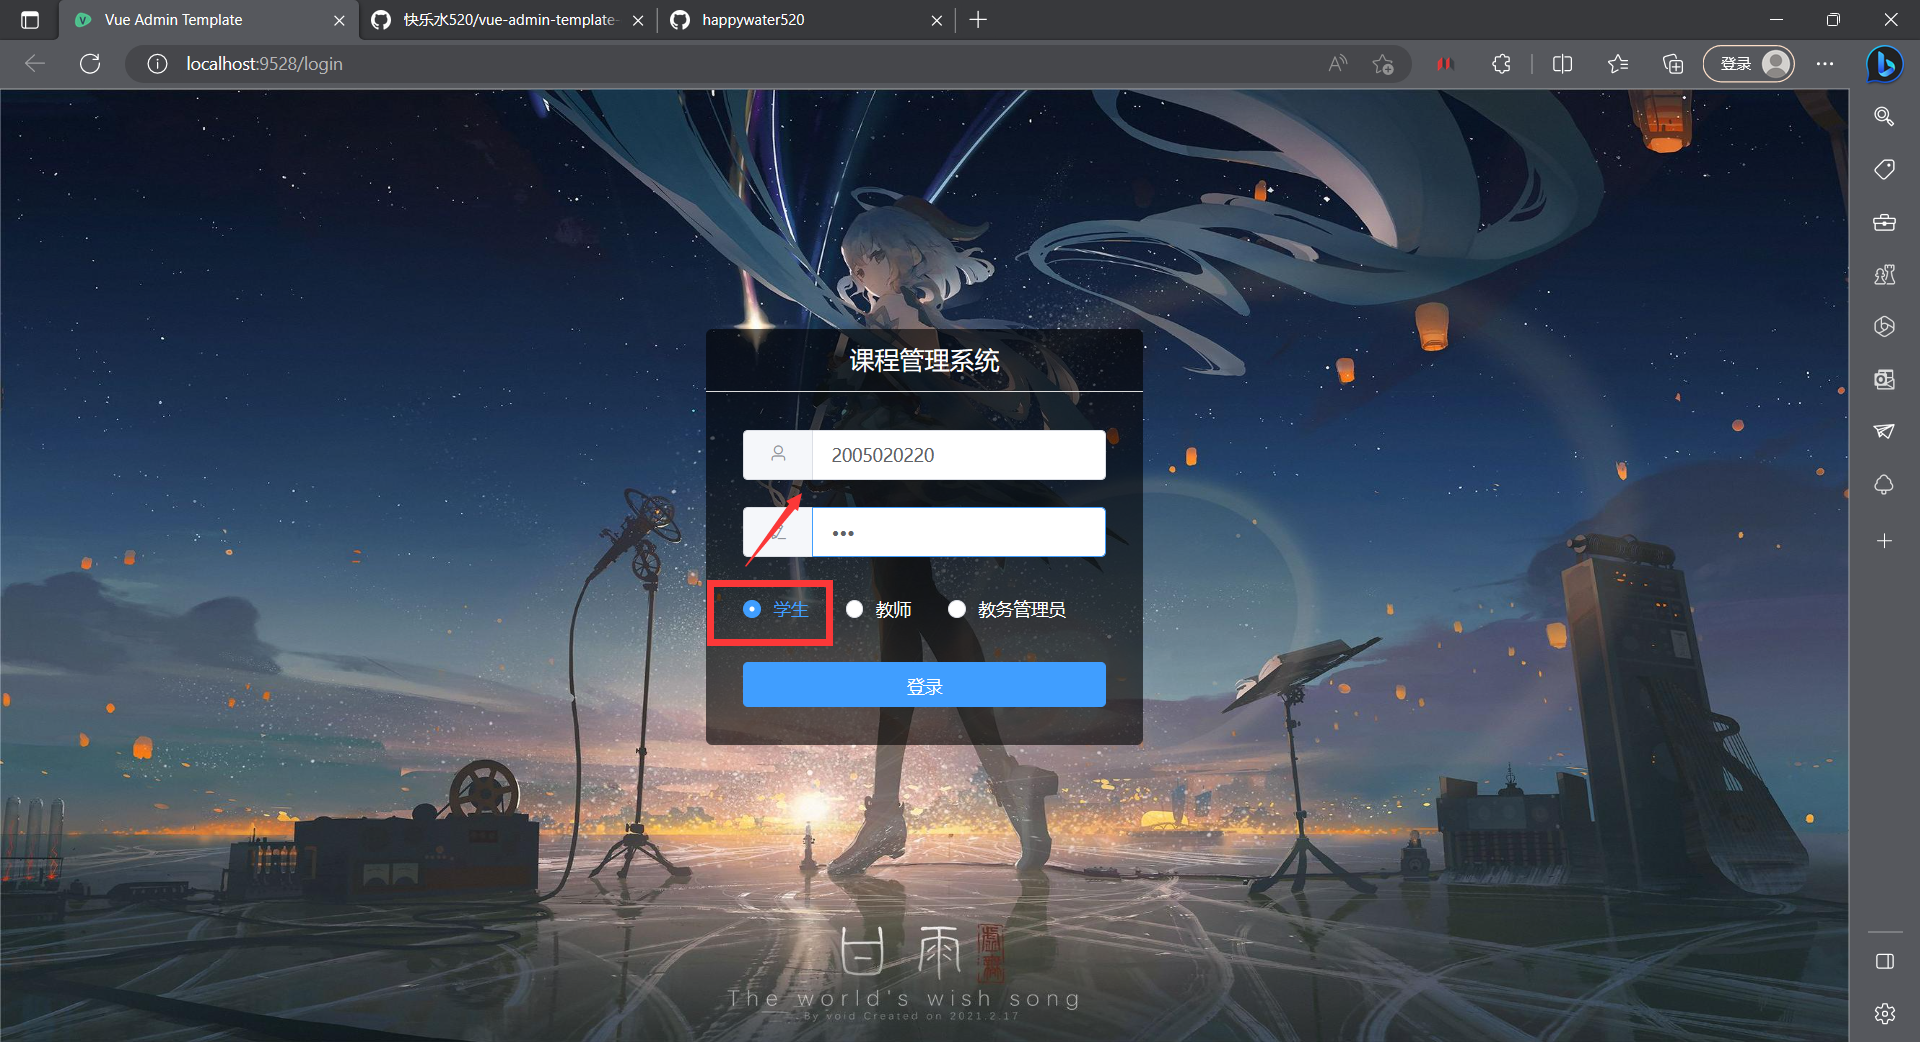 Vue Admin Template
快乐水520/vue-admin-template-
happywater520
localhost:9528/login
登录
课程管理系统
2005020220
•••
学生
教师
教务管理员
登录
甘雨
The world's wish song
By void Created on 2021.2.17